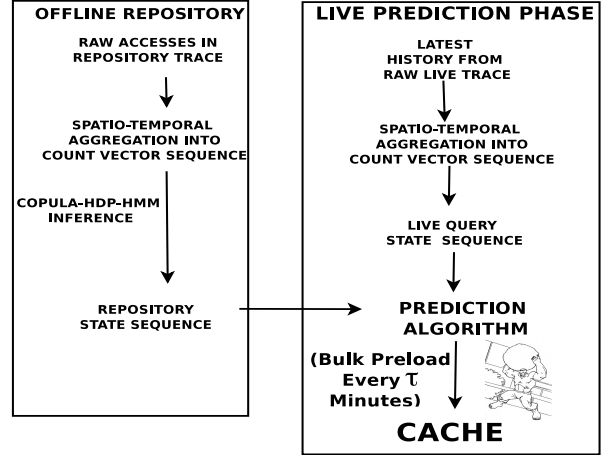 OFFLINE REPOSITORY
RAW ACCESSES IN
REPOSITORY TRACE
SPATIO-TEMPORAL
AGGREGATION INTO
COUNT VECTOR SEQUENCE
COPULA-HDP-HMM
INFERENCE
REPOSITORY
STATE SEQUENCE
LIVE PREDICTION PHASE
LATEST
HISTORY FROM
RAW LIVE TRACE
SPATIO-TEMPORAL
AGGREGATION INTO
COUNT VECTOR SEQUENCE
LIVE QUERY
STATE SEQUENCE
PREDICTION
ALGORITHM
(Bulk Preload
Every τ
Minutes)
CACHE